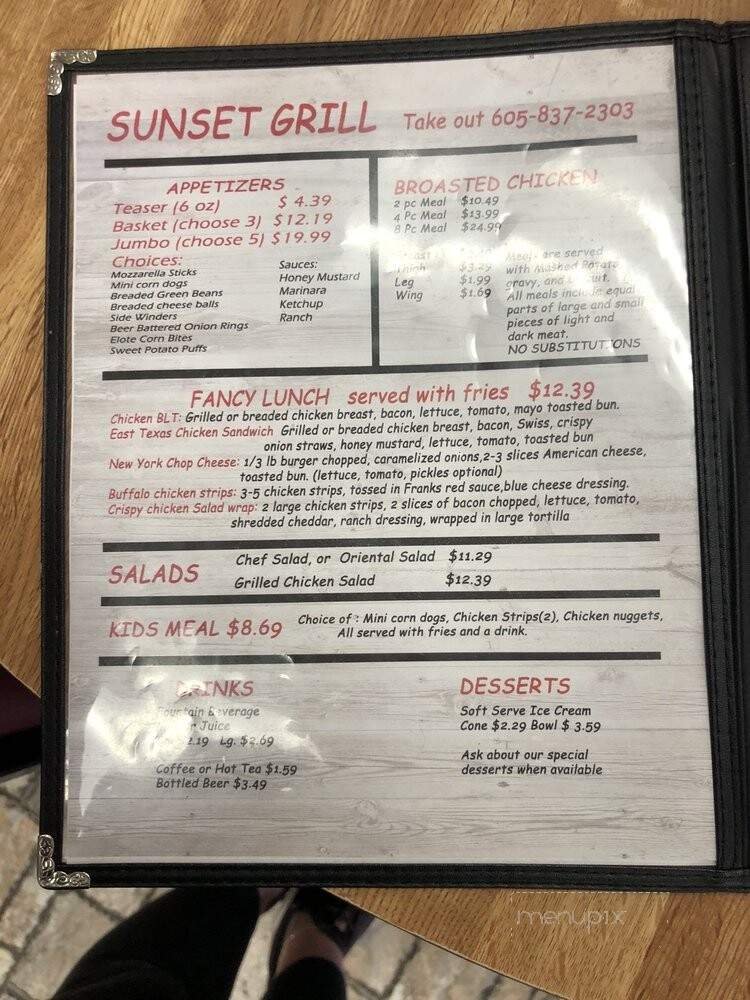 SUNSET GRILL Take out 605-837-2303
APPETIZERS
Teaser (6 oz) $ 4.39
Basket (choose 3) $12.19
Jumbo (choose 5) $19.99
Choices:
Mozzarella Sticks
Mini corn dogs
Breaded Green Beans
Breaded cheese balls
Side Winders
Beer Battered Onion Rings
Elote Corn Bites
Sweet Potato Puffs
Sauces:
Honey Mustard
Marinara
Ketchup
Ranch
BROASTED CHICKEN
2 pc Meal $10.49
4 Pc Meal $13.99
8 Pc Meal $24.99
Thigh $3.29
Leg $1.99
Wing $1.69
Meals are served
with Mashed Potato
gravy, and
All meals include equal
parts of large and small
pieces of light and
dark meat.
NO SUBSTITUTIONS
FANCY LUNCH served with fries $12.39
Chicken BLT: Grilled or breaded chicken breast, bacon, lettuce, tomato, mayo toasted bun.
East Texas Chicken Sandwich Grilled or breaded chicken breast, bacon, Swiss, crispy
onion straws, honey mustard, lettuce, tomato, toasted bun
New York Chop Cheese: 1/3 lb burger chopped, caramelized onions,2-3 slices American cheese,
toasted bun. (lettuce, tomato, pickles optional)
Buffalo chicken strips: 3-5 chicken strips, tossed in Franks red sauce,blue cheese dressing.
Crispy chicken Salad wrap: 2 large chicken strips, 2 slices of bacon chopped, lettuce, tomato,
shredded cheddar, ranch dressing, wrapped in large tortilla
SALADS
Chef Salad, or Oriental Salad $11.29
Grilled Chicken Salad $12.39
KIDS MEAL $8.69
Choice of : Mini corn dogs, Chicken Strips(2), Chicken nuggets,
All served with fries and a drink.
DRINKS
Fountain Beverage
Juice
2.19 Lg. $2.69
Coffee or Hot Tea $1.59
Bottled Beer $3.49
DESSERTS
Soft Serve Ice Cream
Cone $2.29 Bowl $ 3.59
Ask about our special
desserts when available
menupix